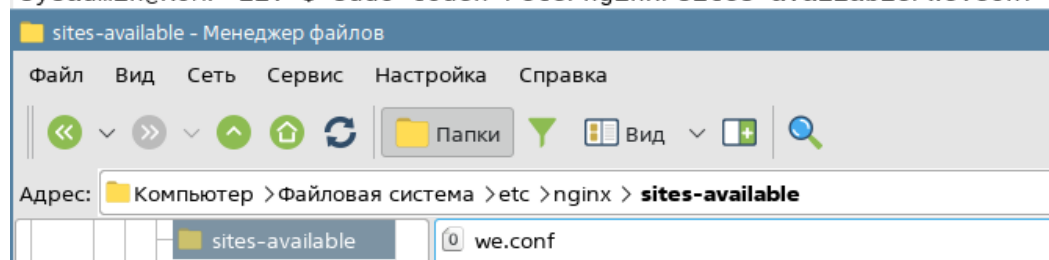 sites-available - Менеджер файлов
Файл Вид Сеть Сервис Настройка Справка
Папки Вид
Адрес: Компьютер >Файловая система >etc >nginx > sites-available
sites-available 0 we.conf